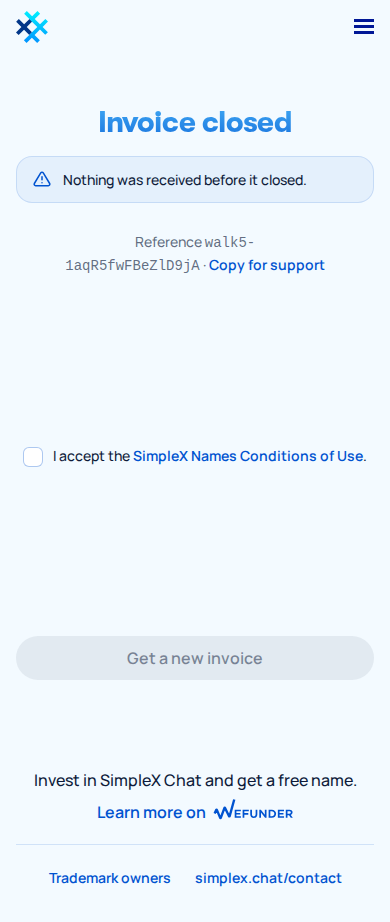 Invoice closed
Nothing was received before it closed.
Reference walk5-
1aqR5fwFBeZlD9jA · Copy for support
I accept the SimpleX Names Conditions of Use.
Get a new invoice
Invest in SimpleX Chat and get a free name.
Learn more on WEFUNDER
Trademark owners simplex.chat/contact